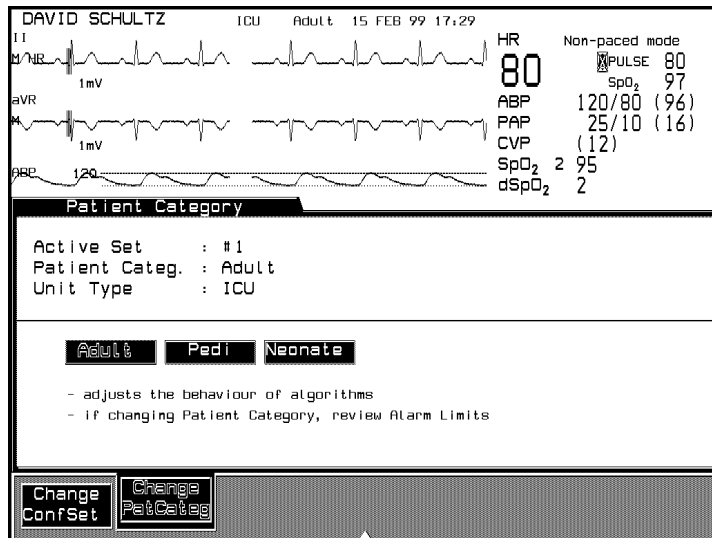 DAVID SCHULTZ ICU Adult 15 FEB 99 17:29
II
M HR
1mV
aVR
M
1mV
ABP 120
HR Non-paced mode
80 PULSE 80
SpO₂ 97
ABP 120/80 (96)
PAP 25/10 (16)
CVP (12)
SpO₂ 2 95
dSpO₂ 2
Patient Category
Active Set : #1
Patient Categ. : Adult
Unit Type : ICU
Adult Pedi Neonate
- adjusts the behaviour of algorithms
- if changing Patient Category, review Alarm Limits
Change ConfSet
Change PatCateg